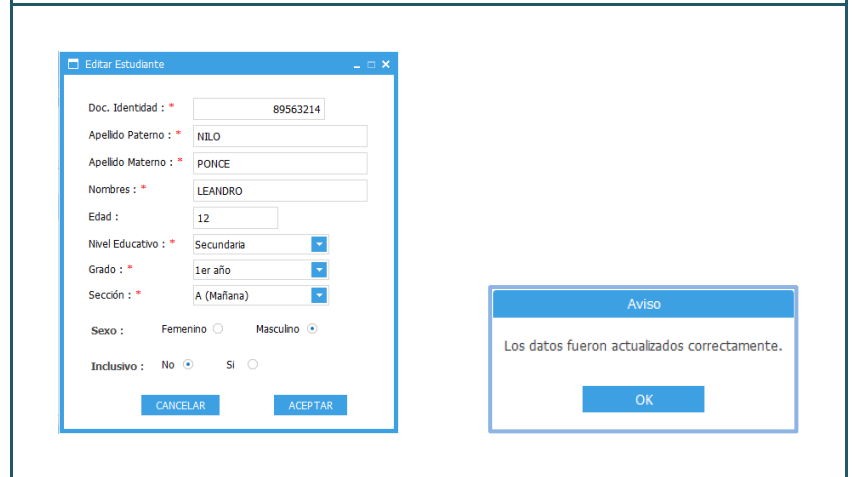 Editar Estudiante
Doc. Identidad : * 89563214
Apellido Paterno : * NILO
Apellido Materno : * PONCE
Nombres : * LEANDRO
Edad : 12
Nivel Educativo : * Secundaria
Grado : * 1er año
Sección : * A (Mañana)
Sexo : Femenino Masculino
Inclusivo : No Si
CANCELAR ACEPTAR
Aviso
Los datos fueron actualizados correctamente.
OK